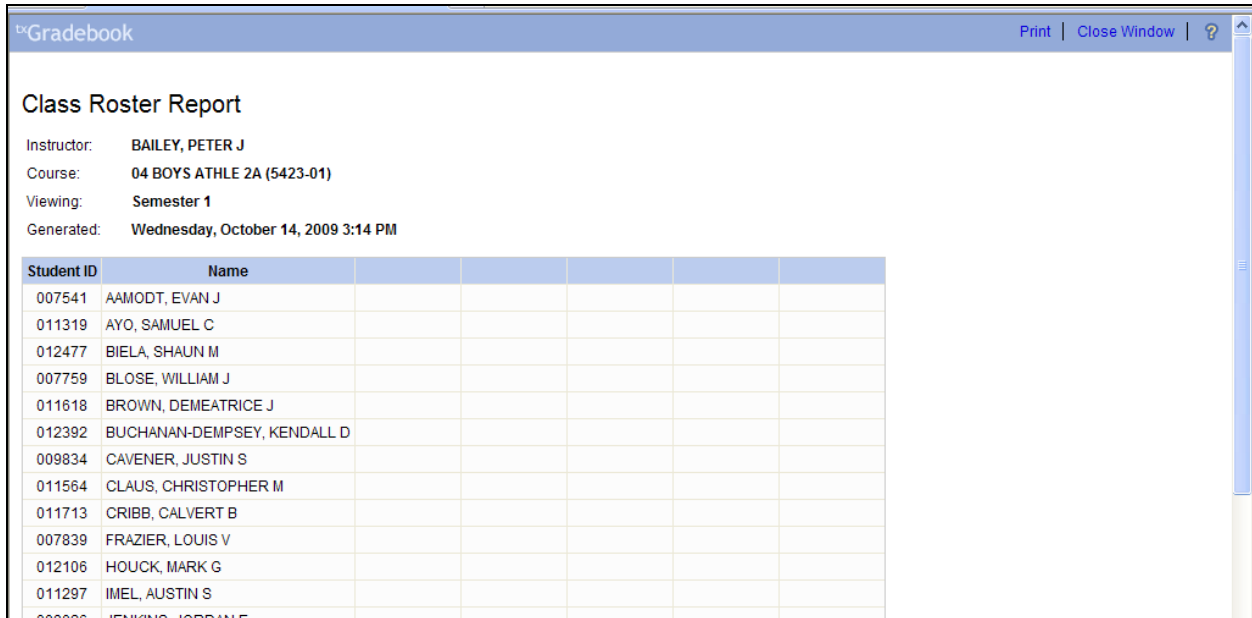 txGradebook Print | Close Window | ?
Class Roster Report
Instructor: BAILEY, PETER J
Course: 04 BOYS ATHLE 2A (5423-01)
Viewing: Semester 1
Generated: Wednesday, October 14, 2009 3:14 PM
Student ID Name
007541 AAMODT, EVAN J
011319 AYO, SAMUEL C
012477 BIELA, SHAUN M
007759 BLOSE, WILLIAM J
011618 BROWN, DEMEATRICE J
012392 BUCHANAN-DEMPSEY, KENDALL D
009834 CAVENER, JUSTIN S
011564 CLAUS, CHRISTOPHER M
011713 CRIBB, CALVERT B
007839 FRAZIER, LOUIS V
012106 HOUCK, MARK G
011297 IMEL, AUSTIN S